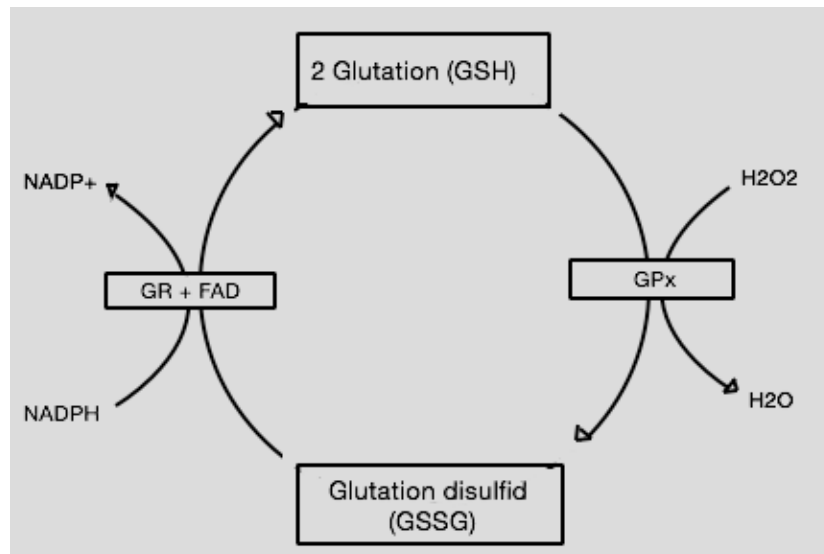 2 Glutation (GSH)
NADP+
H2O2
GR + FAD
GPx
NADPH
H2O
Glutation disulfid
(GSSG)